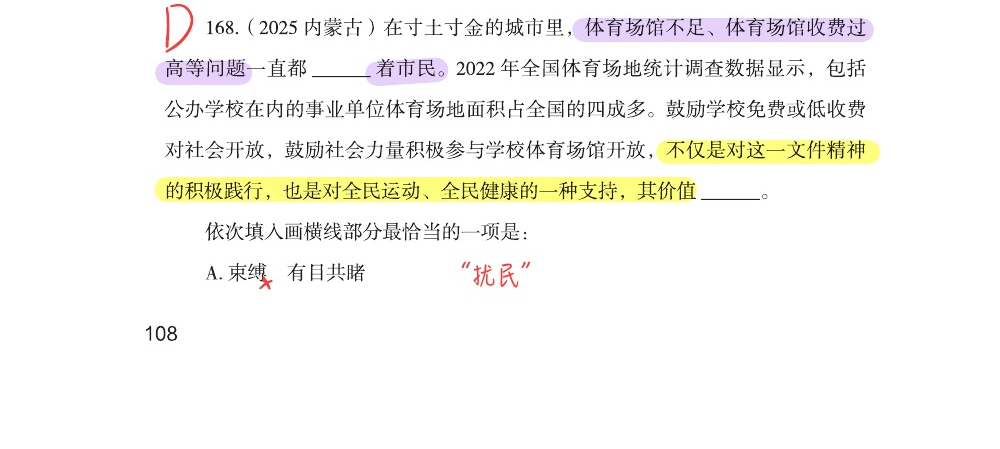 D 168.（2025 内蒙古）在寸土寸金的城市里，体育场馆不足、体育场馆收费过
高等问题一直都 ______ 着市民。2022 年全国体育场地统计调查数据显示，包括
公办学校在内的事业单位体育场地面积占全国的四成多。鼓励学校免费或低收费
对社会开放，鼓励社会力量积极参与学校体育场馆开放，不仅是对这一文件精神
的积极践行，也是对全民运动、全民健康的一种支持，其价值 ______。
依次填入画横线部分最恰当的一项是：
A. 束缚 × 有目共睹 “扰民”
108